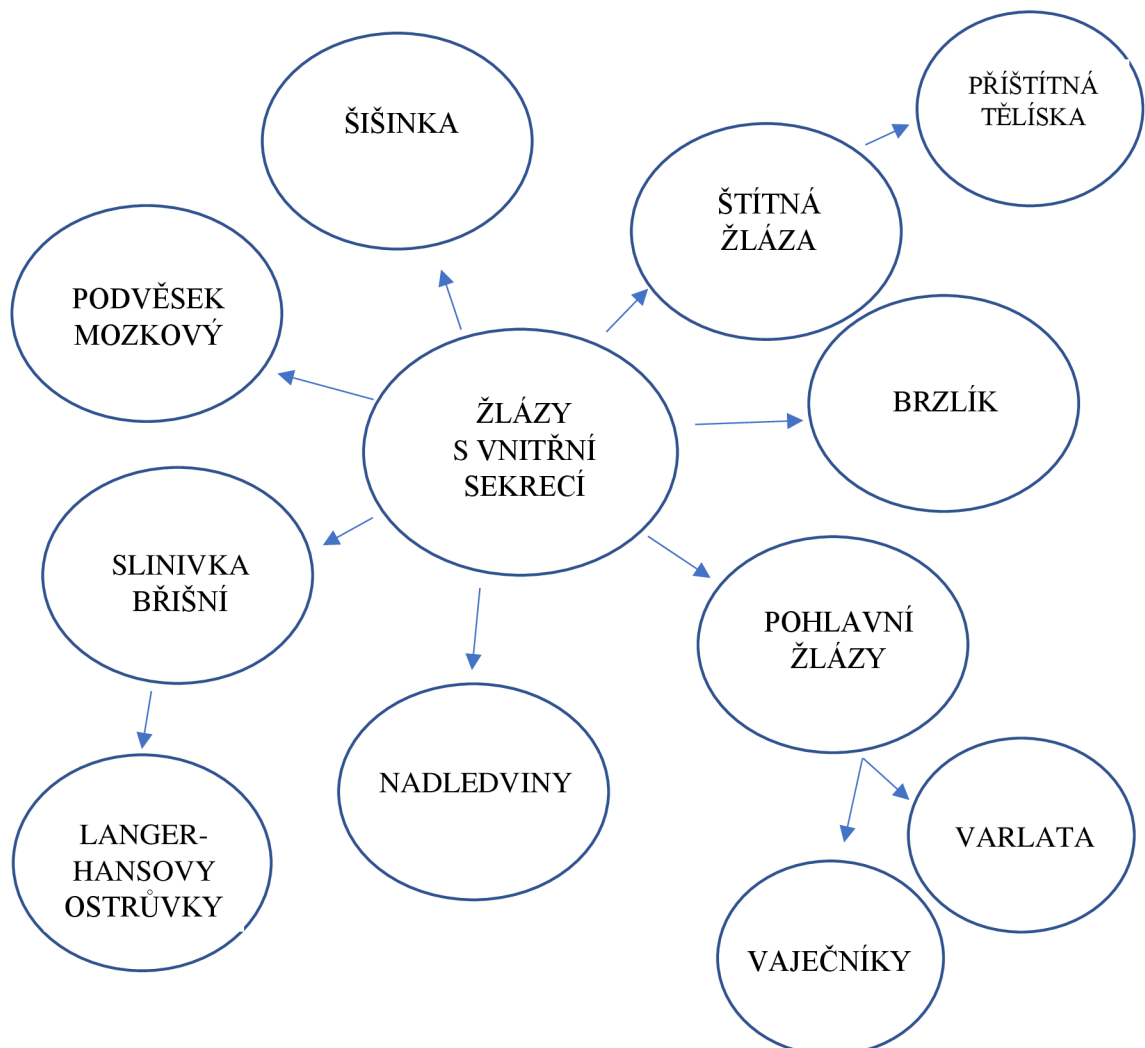 ŠIŠINKA
PŘÍŠTÍTNÁ
TĚLÍSKA
ŠTÍTNÁ
ŽLÁZA
PODVĚSEK
MOZKOVÝ
ŽLÁZY
S VNITŘNÍ
SEKRECÍ
BRZLÍK
SLINIVKA
BŘIŠNÍ
POHLAVNÍ
ŽLÁZY
NADLEDVINY
LANGER-
HANSOVY
OSTRŮVKY
VARLATA
VAJEČNÍKY